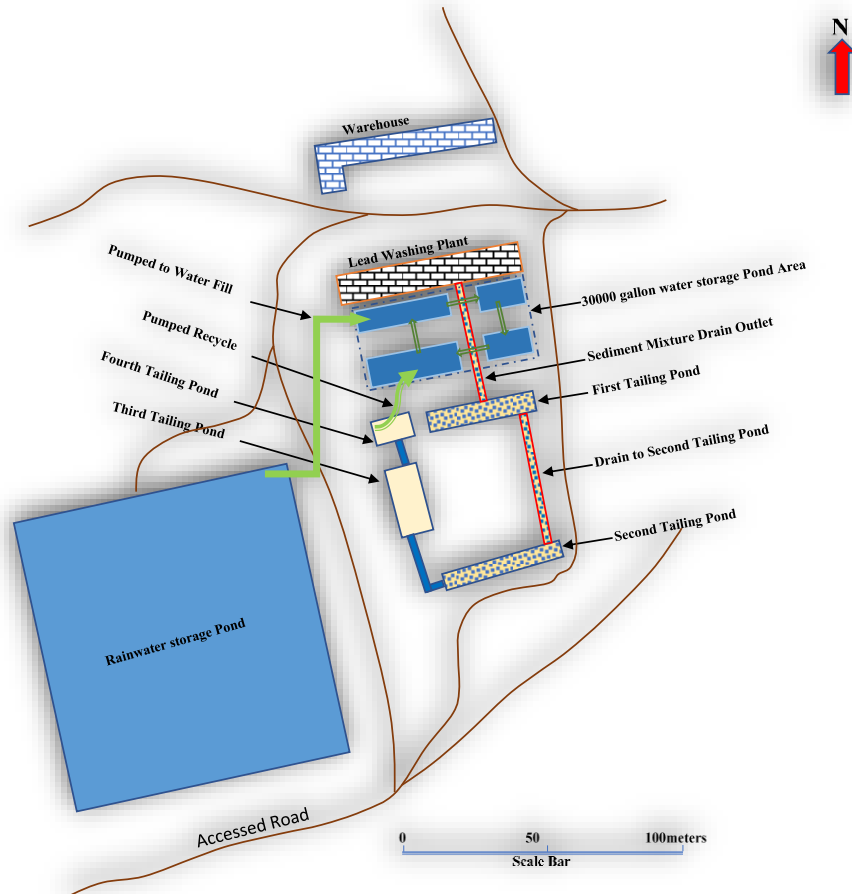 N
Warehouse
Lead Washing Plant
Pumped to Water Fill
30000 gallon water storage Pond Area
Pumped Recycle
Sediment Mixture Drain Outlet
Fourth Tailing Pond
First Tailing Pond
Third Tailing Pond
Drain to Second Tailing Pond
Second Tailing Pond
Rainwater storage Pond
Accessed Road
0 50 100meters
Scale Bar